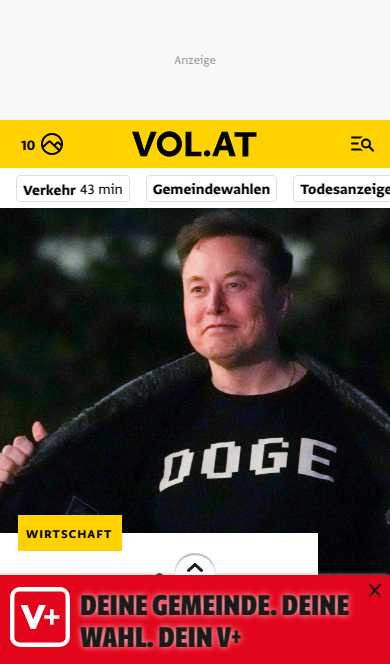 Anzeige
10
VOL.AT
Verkehr 43 min
Gemeindewahlen
Todesanzeige
DOGE
WIRTSCHAFT
V+
DEINE GEMEINDE. DEINE
WAHL. DEIN V+